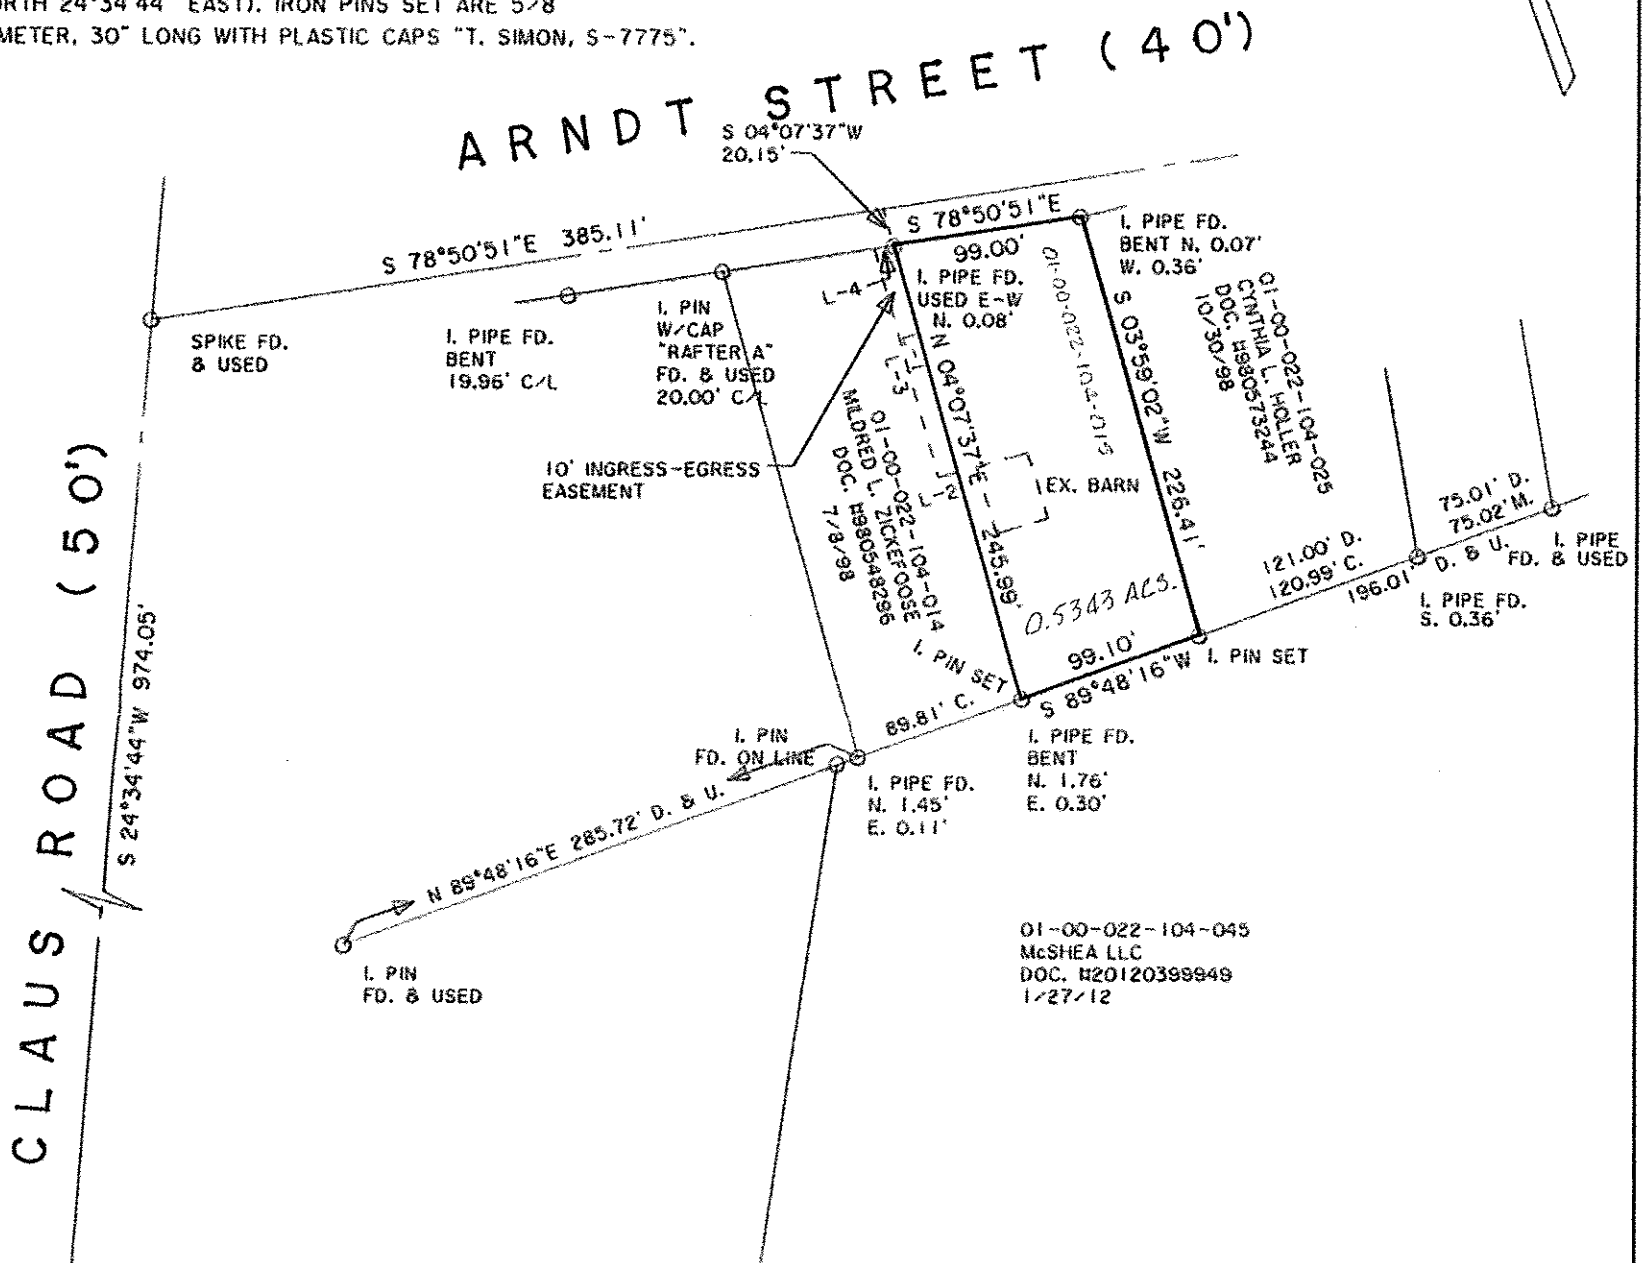 NORTH 24°34'44" EAST). IRON PINS SET ARE 5/8"
METER, 30" LONG WITH PLASTIC CAPS "T. SIMON, S-7775".
ARNDT STREET (40')
S 04°07'37"W
20.15'
S 78°50'51"E 385.11'
S 78°50'51"E
99.00'
I. PIPE FD.
BENT N. 0.07'
W. 0.36'
I. PIPE FD.
USED E-W
N. 0.08'
L-4
SPIKE FD.
& USED
I. PIPE FD.
BENT
19.96' C/L
I. PIN
W/CAP
"RAFTER A"
FD. & USED
20.00' C/L
L-1
L-3
L-2
N 04°07'37"E - 245.99'
01-00-022-104-015
S 03°59'02"W 226.41'
01-00-022-104-025
CYNTHIA L. HOLLER
DOC. #980573244
10/30/98
01-00-022-104-014
MILDRED L. ZICKEFOOSE
DOC. #980548296
7/8/98
10' INGRESS-EGRESS
EASEMENT
EX. BARN
0.5343 ACS.
75.01' D.
75.02' M.
121.00' D.
120.99' C.
196.01' D. & U.
I. PIPE
FD. & USED
I. PIPE FD.
S. 0.36'
I. PIN SET
99.10'
S 89°48'16"W
I. PIN SET
89.81' C.
I. PIN
FD. ON LINE
I. PIPE FD.
N. 1.45'
E. 0.11'
I. PIPE FD.
BENT
N. 1.76'
E. 0.30'
N 89°48'16"E 285.72' D. & U.
I. PIN
FD. & USED
CLAUS ROAD (50')
S 24°34'44"W 974.05'
01-00-022-104-045
McSHEA LLC
DOC. #20120399949
1/27/12